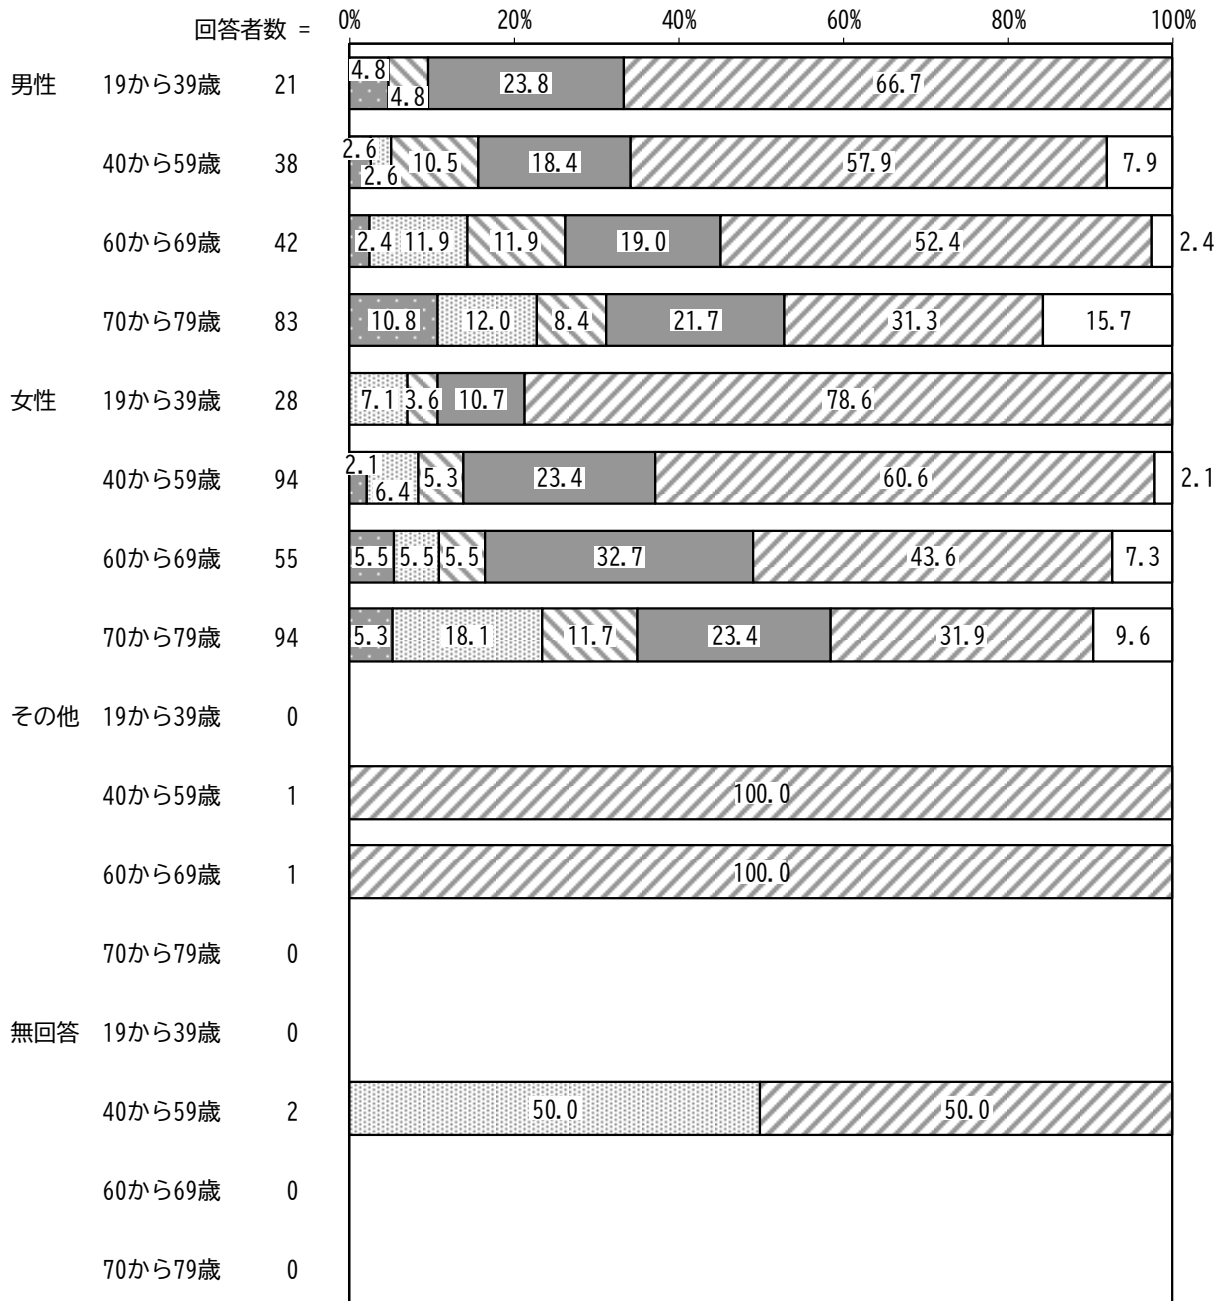 回答者数 = 0% 20% 40% 60% 80% 100%
男性 19から39歳 21 4.8 4.8 23.8 66.7
40から59歳 38 2.6 2.6 10.5 18.4 57.9 7.9
60から69歳 42 2.4 11.9 11.9 19.0 52.4 2.4
70から79歳 83 10.8 12.0 8.4 21.7 31.3 15.7
女性 19から39歳 28 7.1 3.6 10.7 78.6
40から59歳 94 2.1 6.4 5.3 23.4 60.6 2.1
60から69歳 55 5.5 5.5 5.5 32.7 43.6 7.3
70から79歳 94 5.3 18.1 11.7 23.4 31.9 9.6
その他 19から39歳 0
40から59歳 1 100.0
60から69歳 1 100.0
70から79歳 0
無回答 19から39歳 0
40から59歳 2 50.0 50.0
60から69歳 0
70から79歳 0